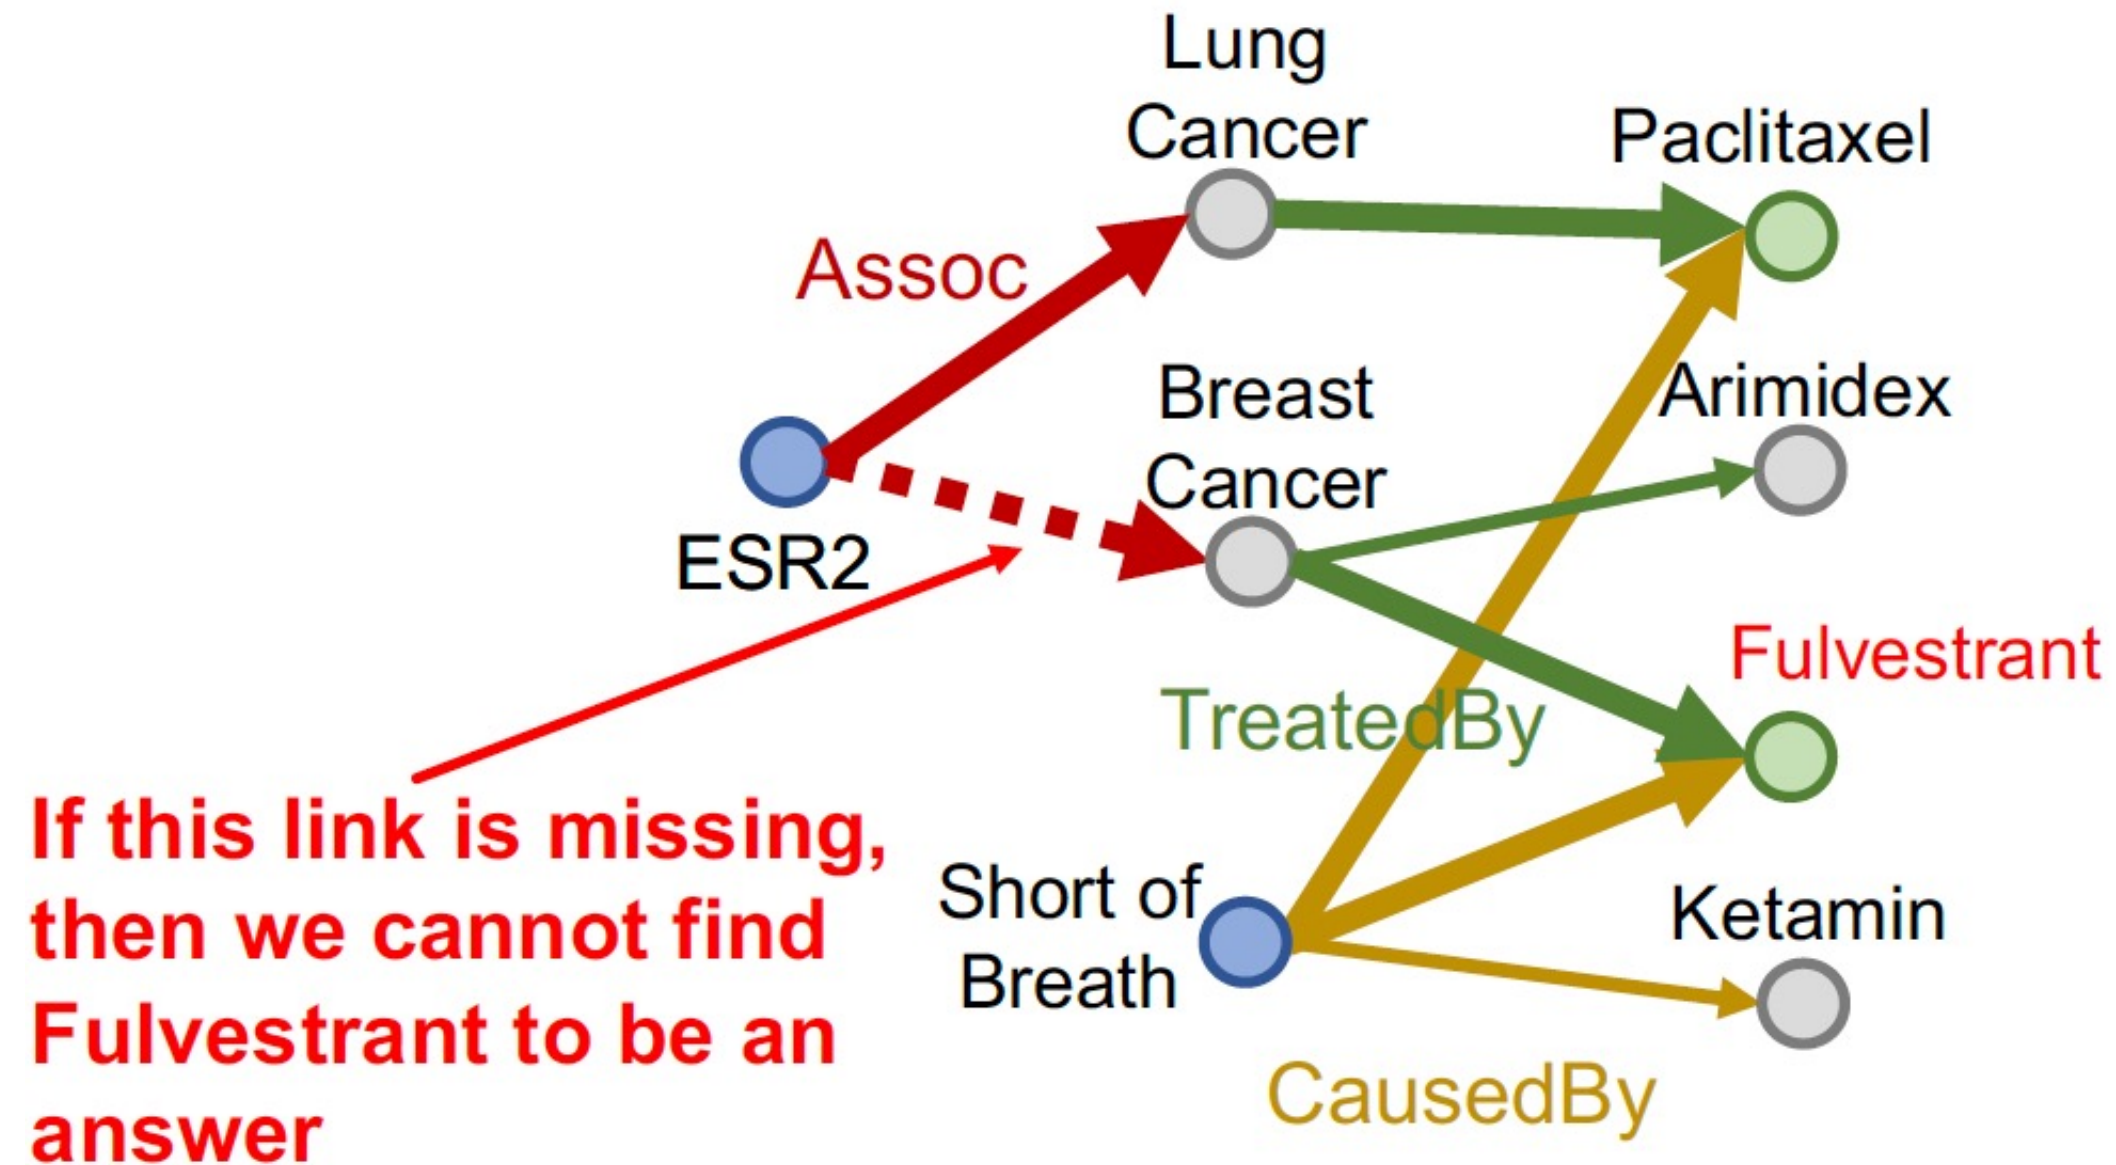 Lung
Cancer
Paclitaxel
Assoc
Breast
Cancer
Arimidex
ESR2
Fulvestrant
TreatedBy
If this link is missing,
then we cannot find
Fulvestrant to be an
answer
Short of
Breath
Ketamin
CausedBy